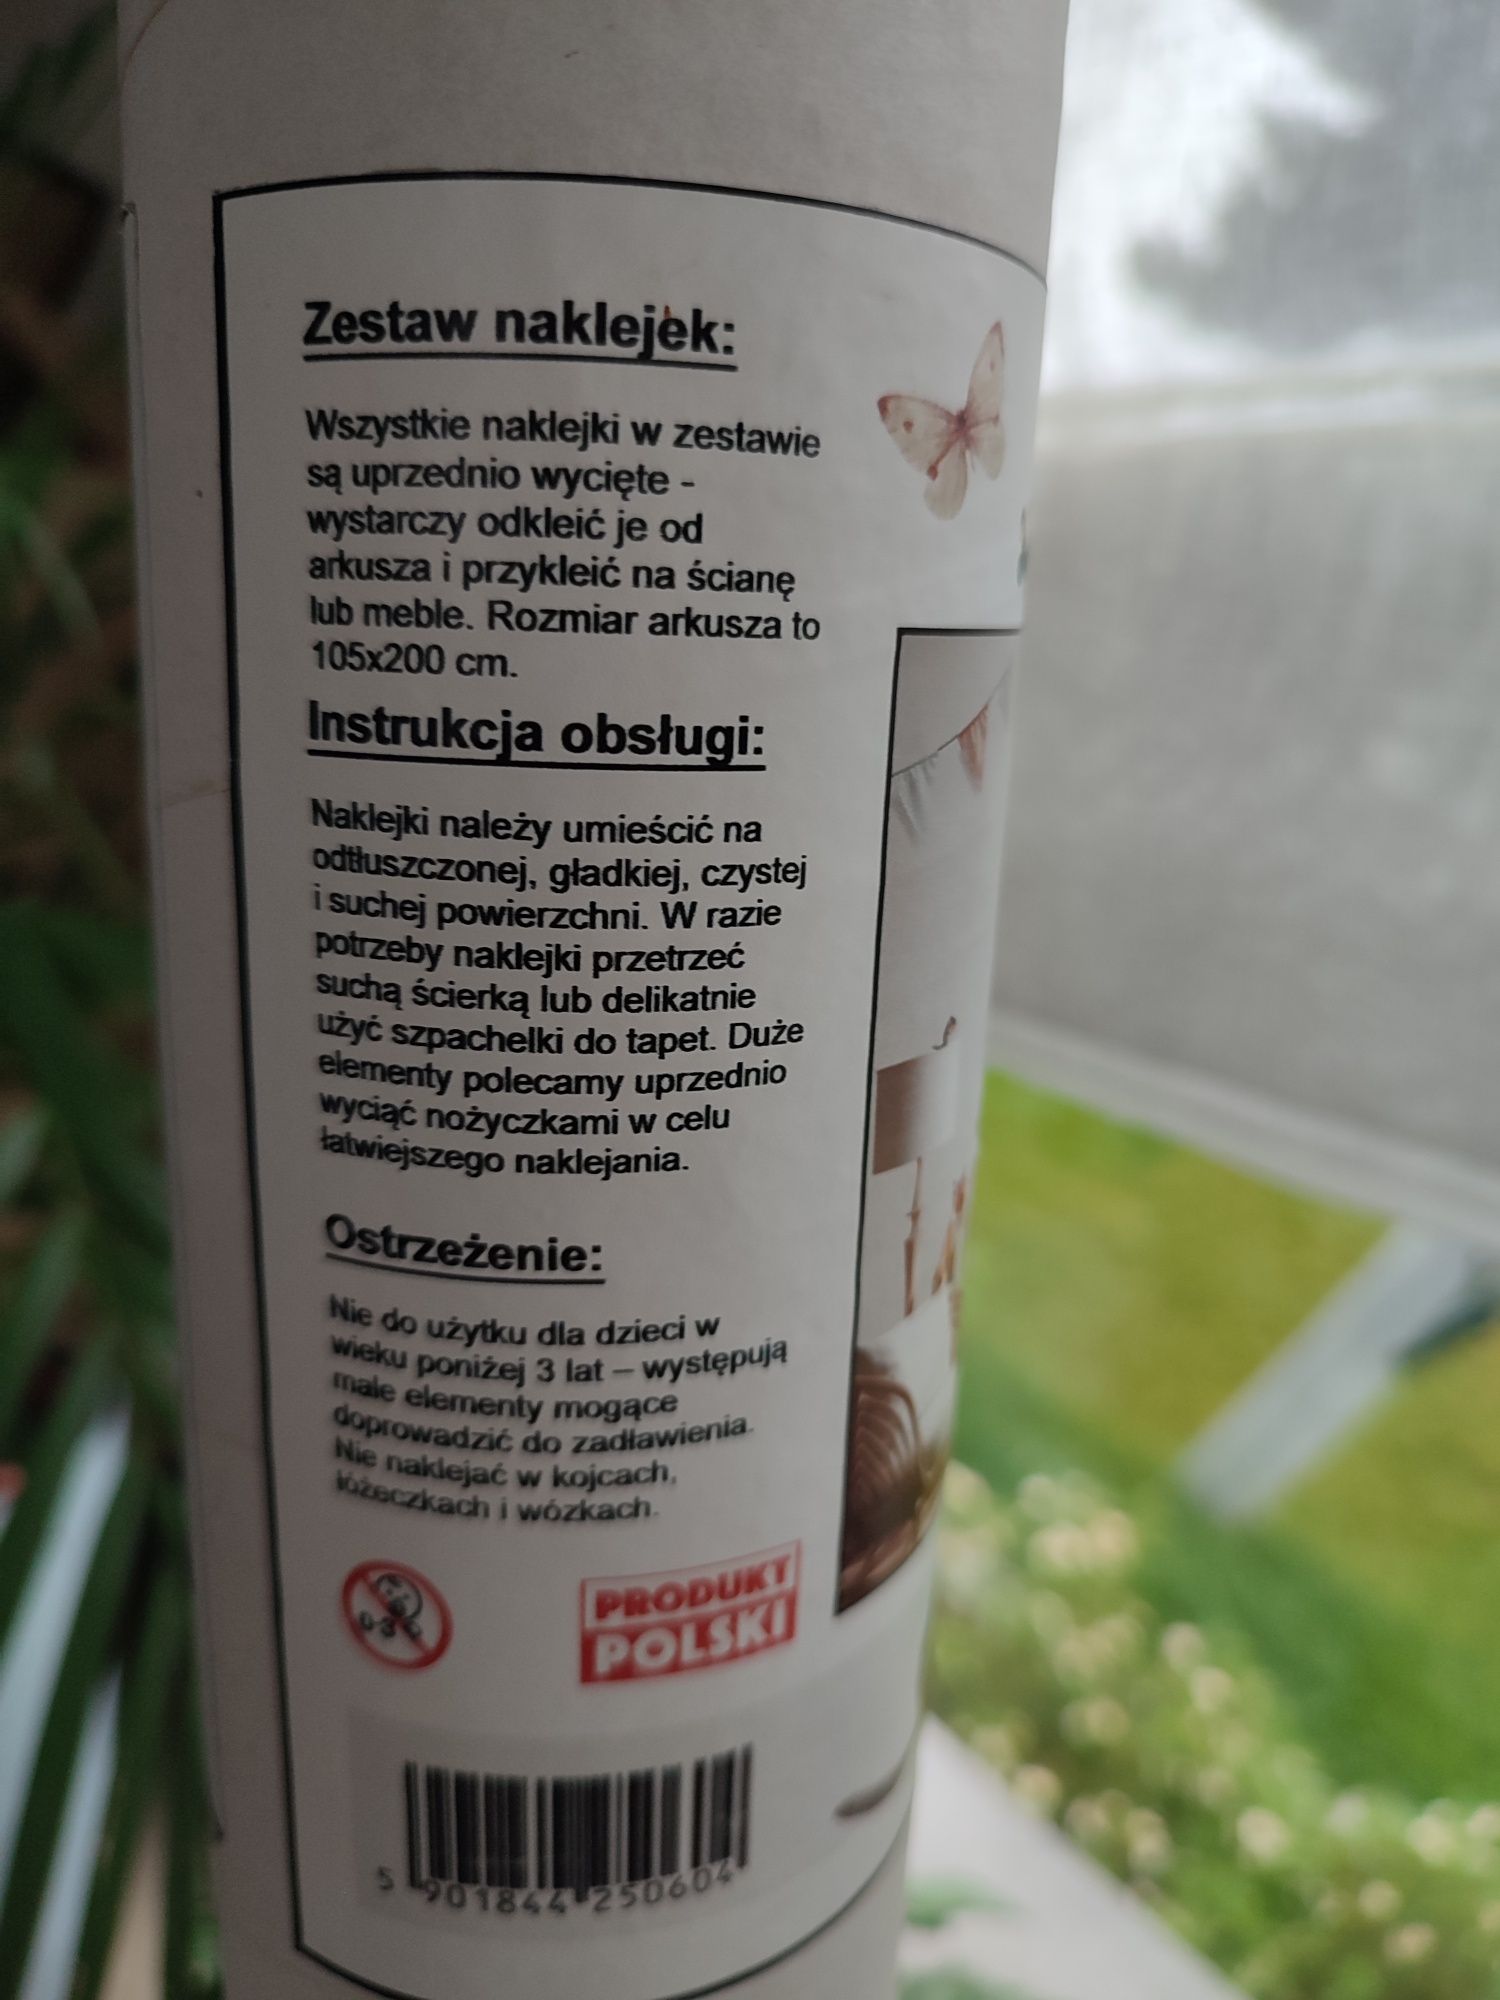 Zestaw naklejek:
Wszystkie naklejki w zestawie
są uprzednio wycięte -
wystarczy odkleić je od
arkusza i przykleić na ścianę
lub meble. Rozmiar arkusza to
105x200 cm.
Instrukcja obsługi:
Naklejki należy umieścić na
odtłuszczonej, gładkiej, czystej
i suchej powierzchni. W razie
potrzeby naklejki przetrzeć
suchą ścierką lub delikatnie
użyć szpachelki do tapet. Duże
elementy polecamy uprzednio
wyciąć nożyczkami w celu
łatwiejszego naklejania.
Ostrzeżenie:
Nie do użytku dla dzieci w
wieku poniżej 3 lat – występują
małe elementy mogące
doprowadzić do zadławienia.
Nie naklejać w kojcach,
łóżeczkach i wózkach.
0-3
PRODUKT
POLSKI
5 901844 250604